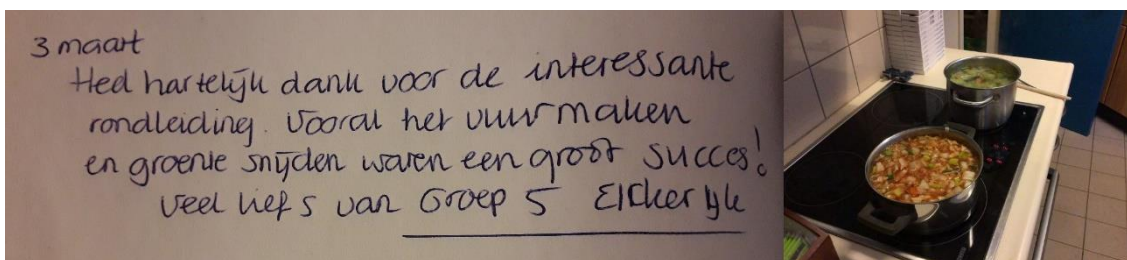 3 maart
Heel hartelijk dank voor de interessante
rondleiding. Vooral het vuur maken
en groente snijden waren een groot succes!
Veel liefs van Groep 5 Elckerlyk